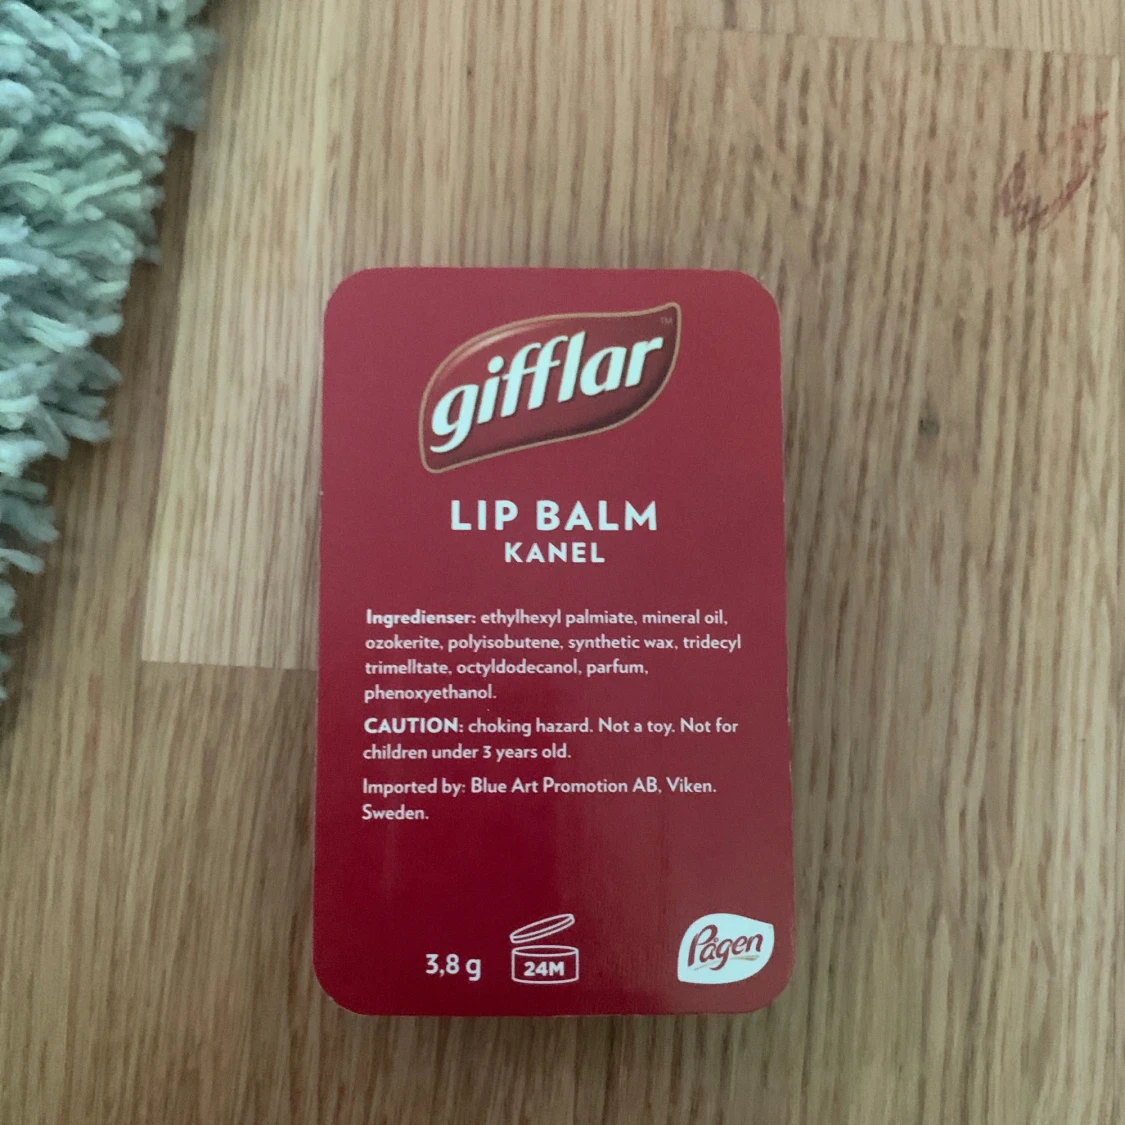 gifflar™
LIP BALM
KANEL
Ingredienser: ethylhexyl palmiate, mineral oil,
ozokerite, polyisobutene, synthetic wax, tridecyl
trimelltate, octyldodecanol, parfum,
phenoxyethanol.
CAUTION: choking hazard. Not a toy. Not for
children under 3 years old.
Imported by: Blue Art Promotion AB, Viken.
Sweden.
3,8 g
24M
Pågen